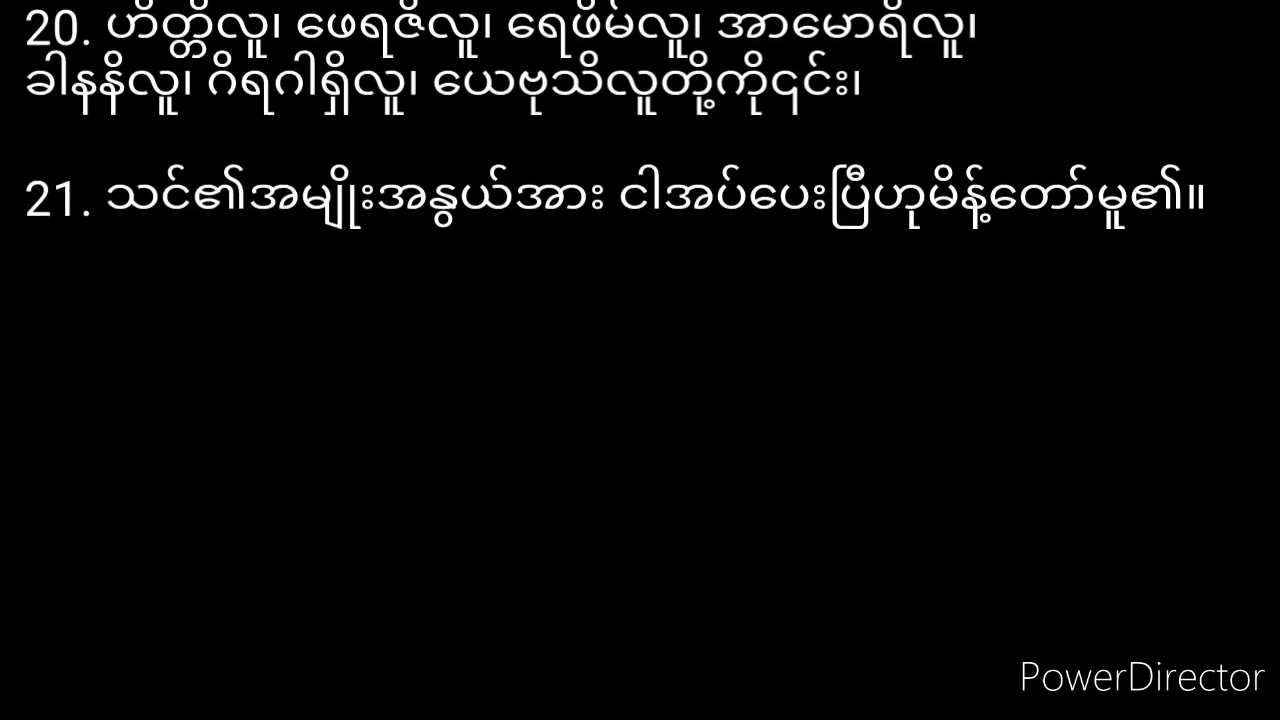 20. ဟိတ္တိလူ၊ ဖေရဇိလူ၊ ရေဖိမ်လူ၊ အာမောရိလူ၊
ခါနနိလူ၊ ဂိရဂါရှိလူ၊ ယေဗုသိလူတို့ကို၎င်း၊
21. သင်၏အမျိုးအနွယ်အား ငါအပ်ပေးပြီဟုမိန့်တော်မူ၏။
PowerDirector